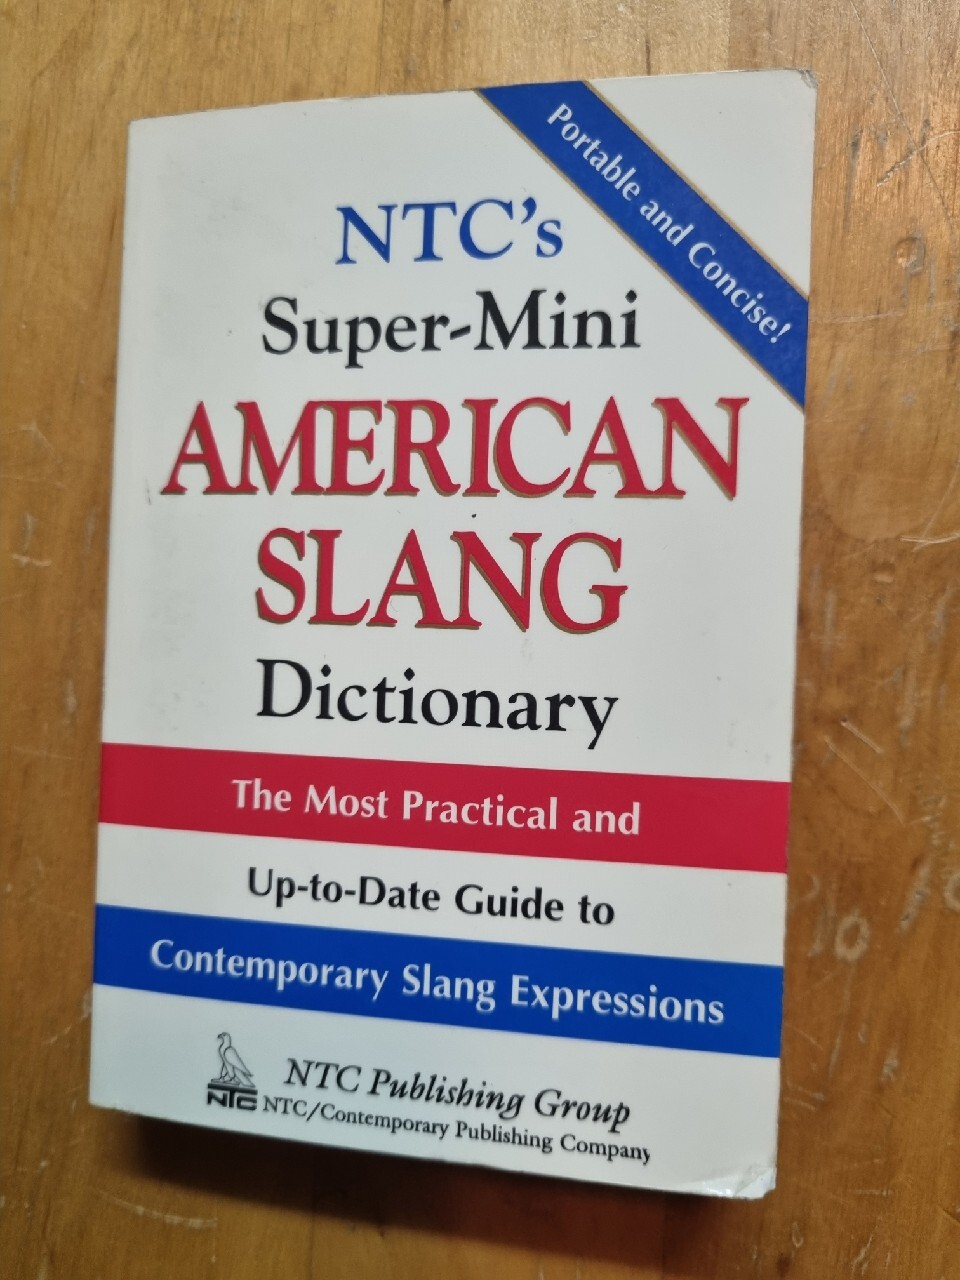 Portable and Concise!
NTC's
Super-Mini
AMERICAN
SLANG
Dictionary
The Most Practical and
Up-to-Date Guide to
Contemporary Slang Expressions
NTC
NTC Publishing Group
NTC/Contemporary Publishing Company